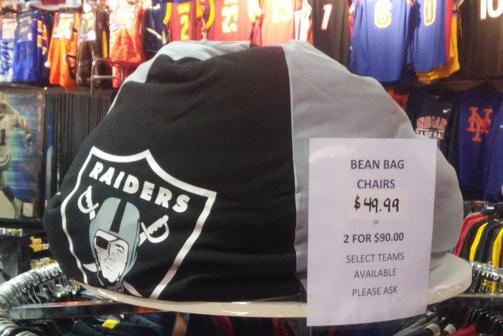 RAIDERS
BEAN BAG
CHAIRS
$49.99
or
2 FOR $90.00
SELECT TEAMS
AVAILABLE
PLEASE ASK